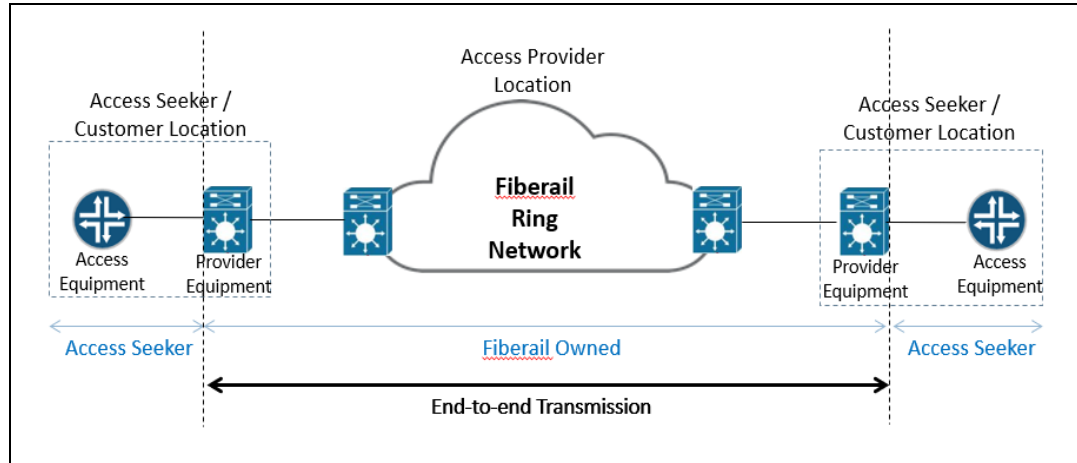 Access Provider
Location
Access Seeker /
Customer Location
Access Seeker /
Customer Location
Fiberail
Ring
Network
Access
Equipment
Provider
Equipment
Provider
Equipment
Access
Equipment
Access Seeker
Fiberail Owned
Access Seeker
End-to-end Transmission